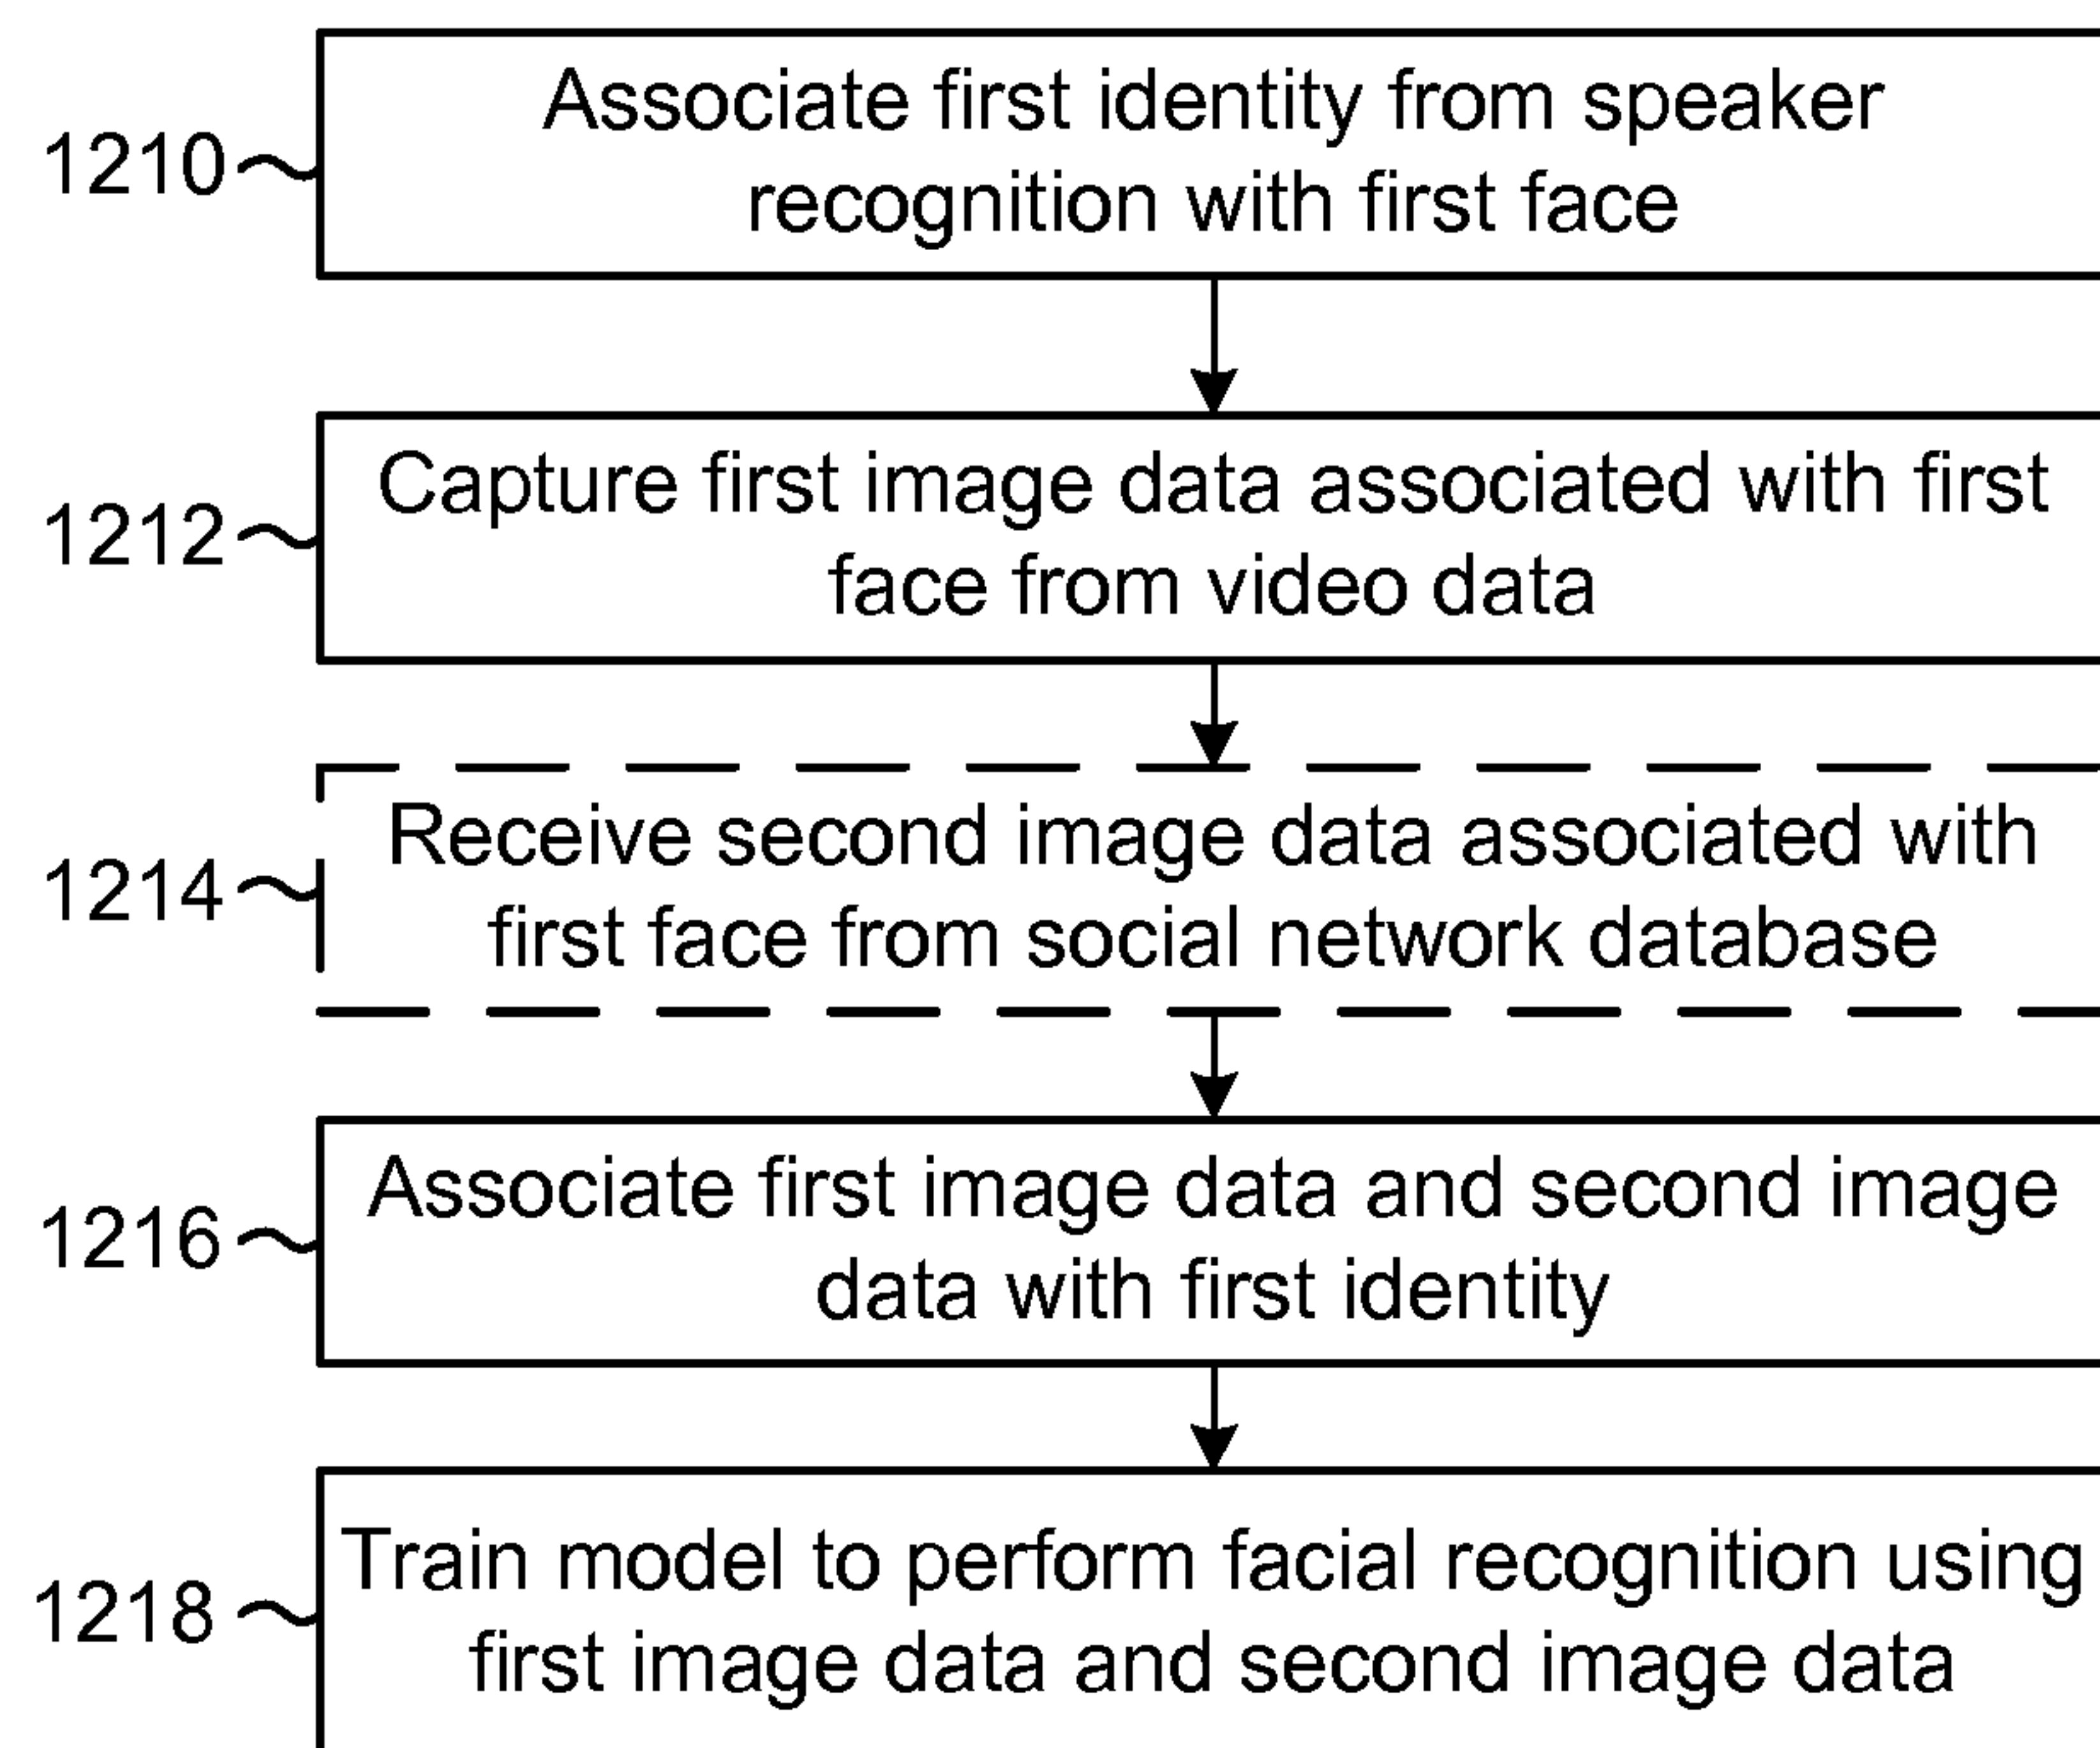 1210
Associate first identity from speaker
recognition with first face
1212
Capture first image data associated with first
face from video data
1214
Receive second image data associated with
first face from social network database
1216
Associate first image data and second image
data with first identity
1218
Train model to perform facial recognition using
first image data and second image data